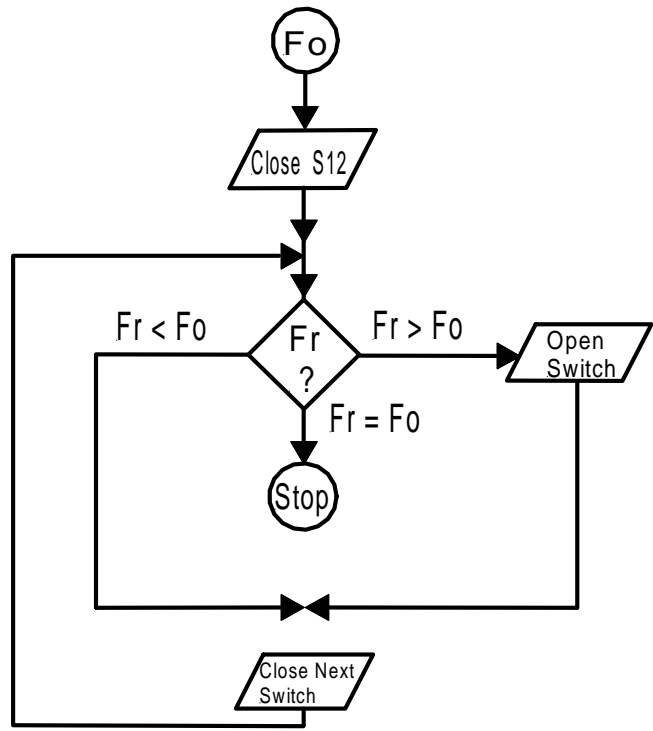 Fo
Close S12
Fr < Fo
Fr
?
Fr > Fo
Open
Switch
Fr = Fo
Stop
Close Next
Switch